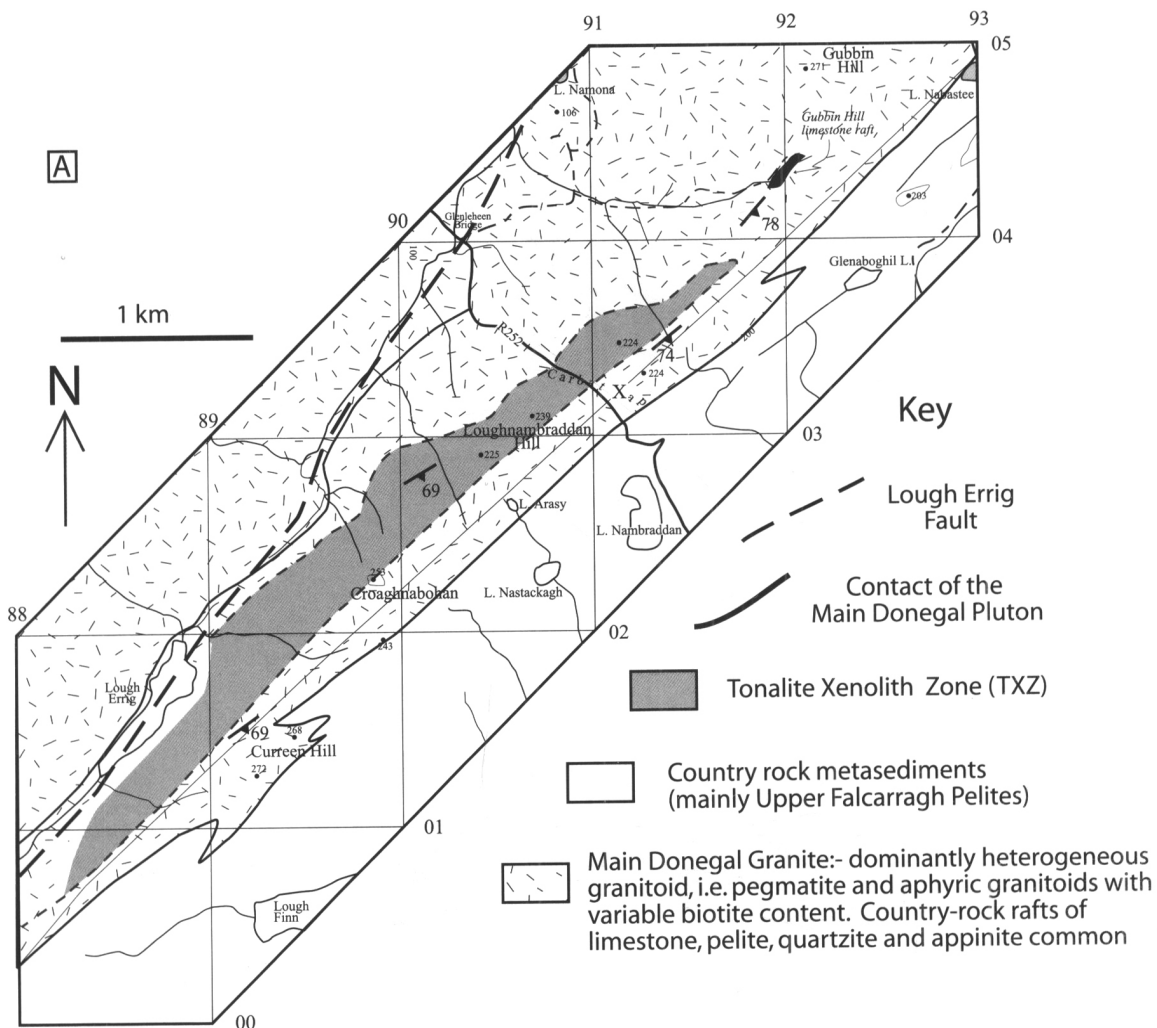 91
92
93
05
Gubbin
Hill
271
L. Namona
L. Nabastee
106
Gubbin Hill
limestone raft
A
203
90
Glenleheen
Bridge
78
04
001
Glenaboghil L.
1 km
R252
224
74
200
224
N
Carbat
X
a p
Key
89
239
Loughnambraddan
Hill
03
225
69
Lough Errig
Fault
L. Arasy
L. Nambraddan
253
Croaghnabohan
L. Nastackagh
Contact of the
Main Donegal Pluton
88
02
243
Lough
Errig
Tonalite Xenolith Zone (TXZ)
69
268
Curreen Hill
272
Country rock metasediments
(mainly Upper Falcarragh Pelites)
01
Main Donegal Granite:- dominantly heterogeneous
granitoid, i.e. pegmatite and aphyric granitoids with
variable biotite content. Country-rock rafts of
limestone, pelite, quartzite and appinite common
Lough
Finn
00